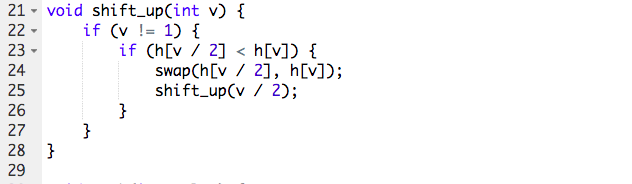 21 void shift_up(int v) {
22     if (v != 1) {
23         if (h[v / 2] < h[v]) {
24             swap(h[v / 2], h[v]);
25             shift_up(v / 2);
26         }
27     }
28 }
29